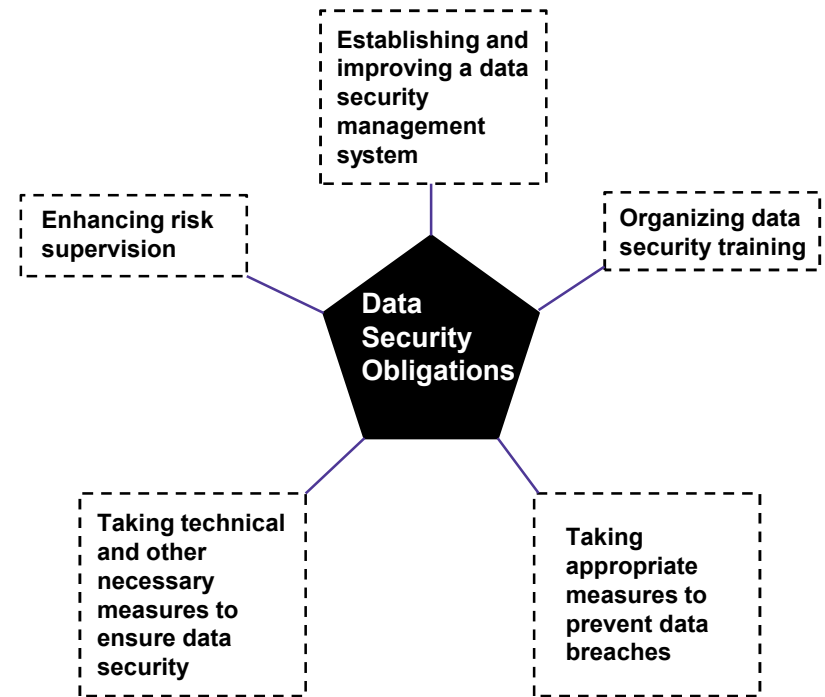 Establishing and
improving a data
security
management
system
Enhancing risk
supervision
Organizing data
security training
Data
Security
Obligations
Taking technical
and other
necessary
measures to
ensure data
security
Taking
appropriate
measures to
prevent data
breaches